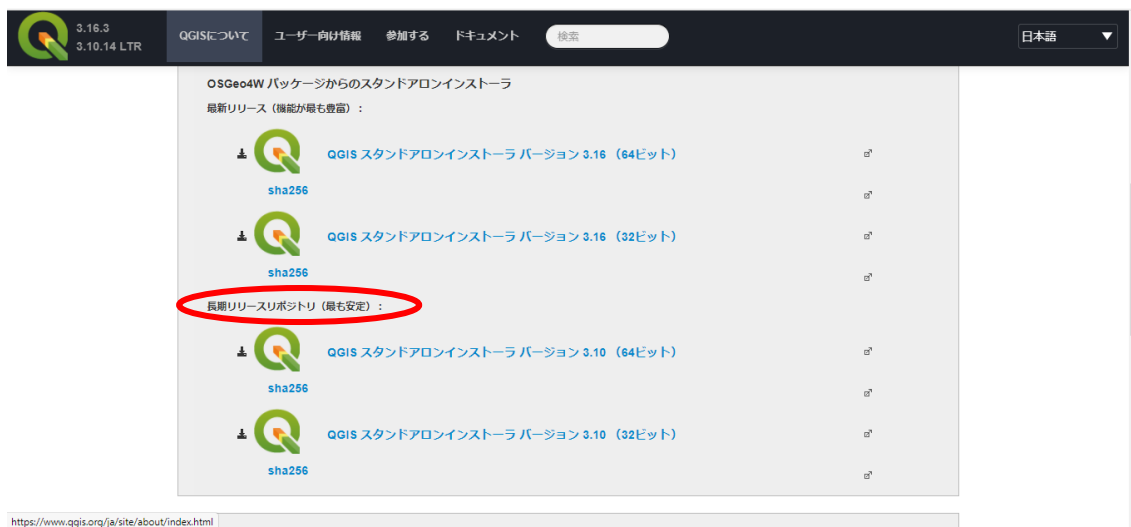 3.16.3
3.10.14 LTR
QGISについて ユーザー向け情報 参加する ドキュメント 検索 日本語
OSGeo4W パッケージからのスタンドアロンインストーラ
最新リリース（機能が最も豊富）：
QGIS スタンドアロンインストーラ バージョン 3.16 （64ビット）
sha256
QGIS スタンドアロンインストーラ バージョン 3.16 （32ビット）
sha256
長期リリースリポジトリ（最も安定）：
QGIS スタンドアロンインストーラ バージョン 3.10 （64ビット）
sha256
QGIS スタンドアロンインストーラ バージョン 3.10 （32ビット）
sha256
https://www.qgis.org/ja/site/about/index.html